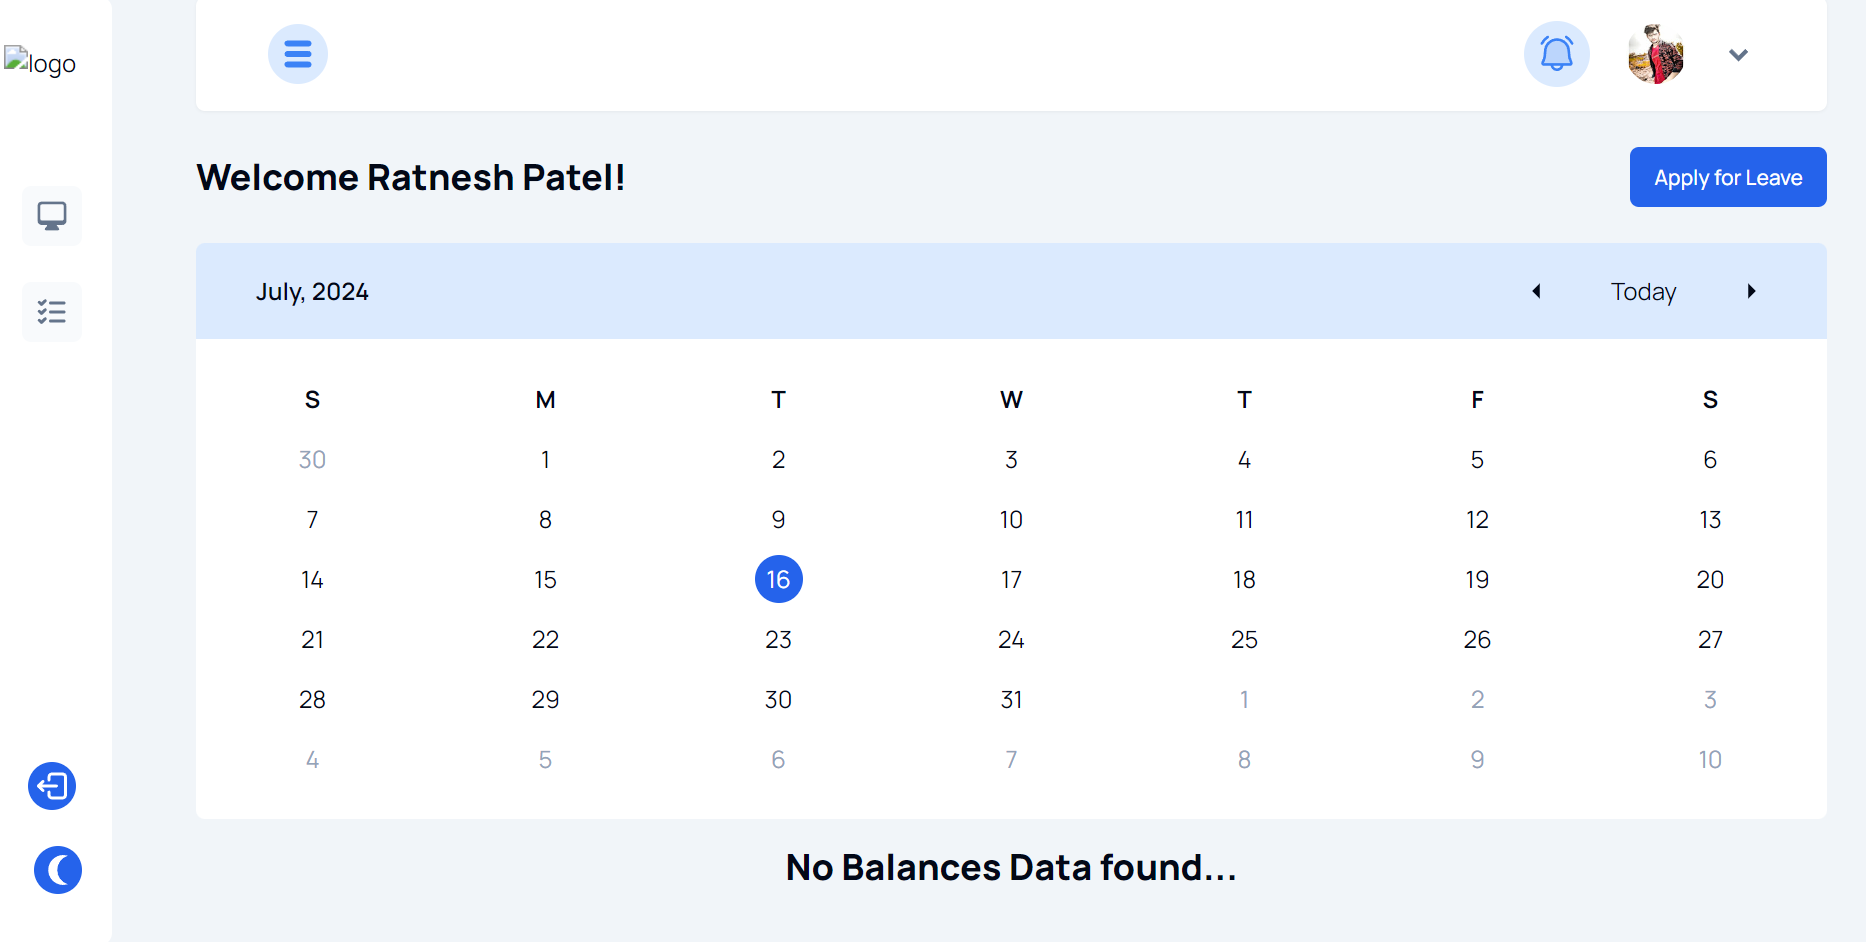 logo
Welcome Ratnesh Patel!
Apply for Leave
July, 2024
Today
S M T W T F S
30 1 2 3 4 5 6
7 8 9 10 11 12 13
14 15 16 17 18 19 20
21 22 23 24 25 26 27
28 29 30 31 1 2 3
4 5 6 7 8 9 10
No Balances Data found...